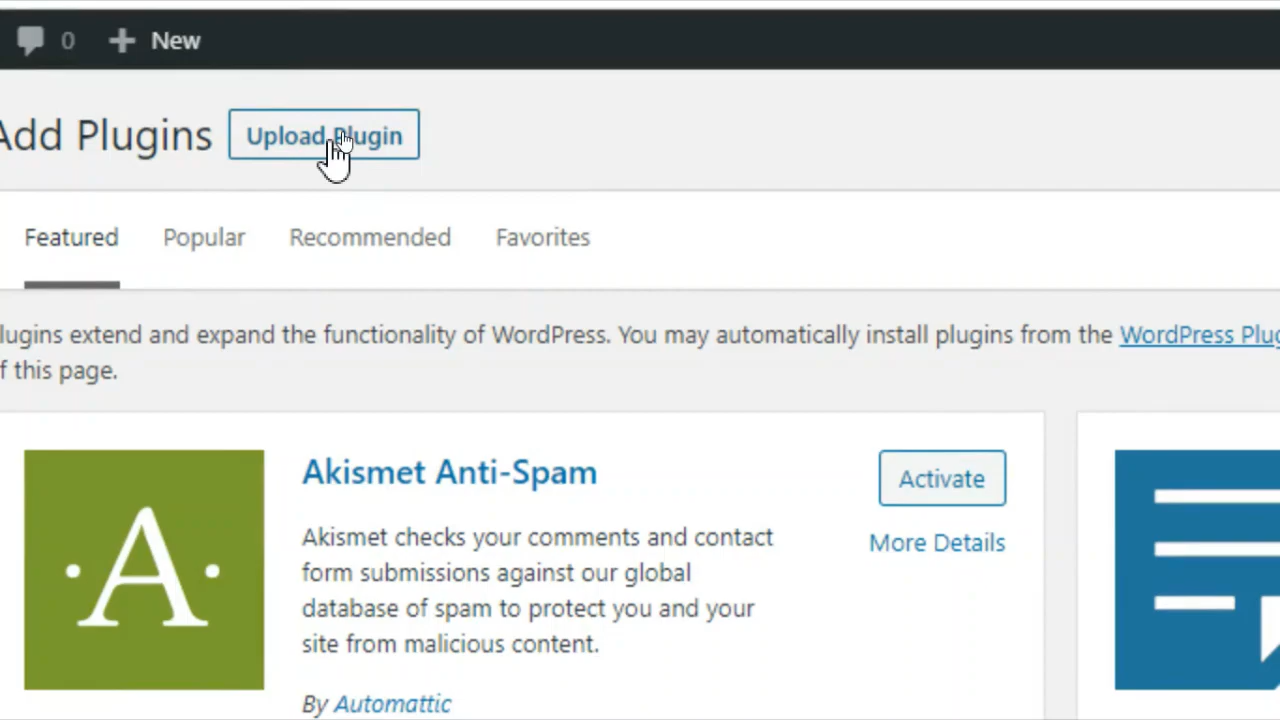 0 New
Add Plugins Upload Plugin
Featured Popular Recommended Favorites
lugins extend and expand the functionality of WordPress. You may automatically install plugins from the WordPress Plug
f this page.
A
Akismet Anti-Spam
Activate
Akismet checks your comments and contact
More Details
form submissions against our global
database of spam to protect you and your
site from malicious content.
By Automattic